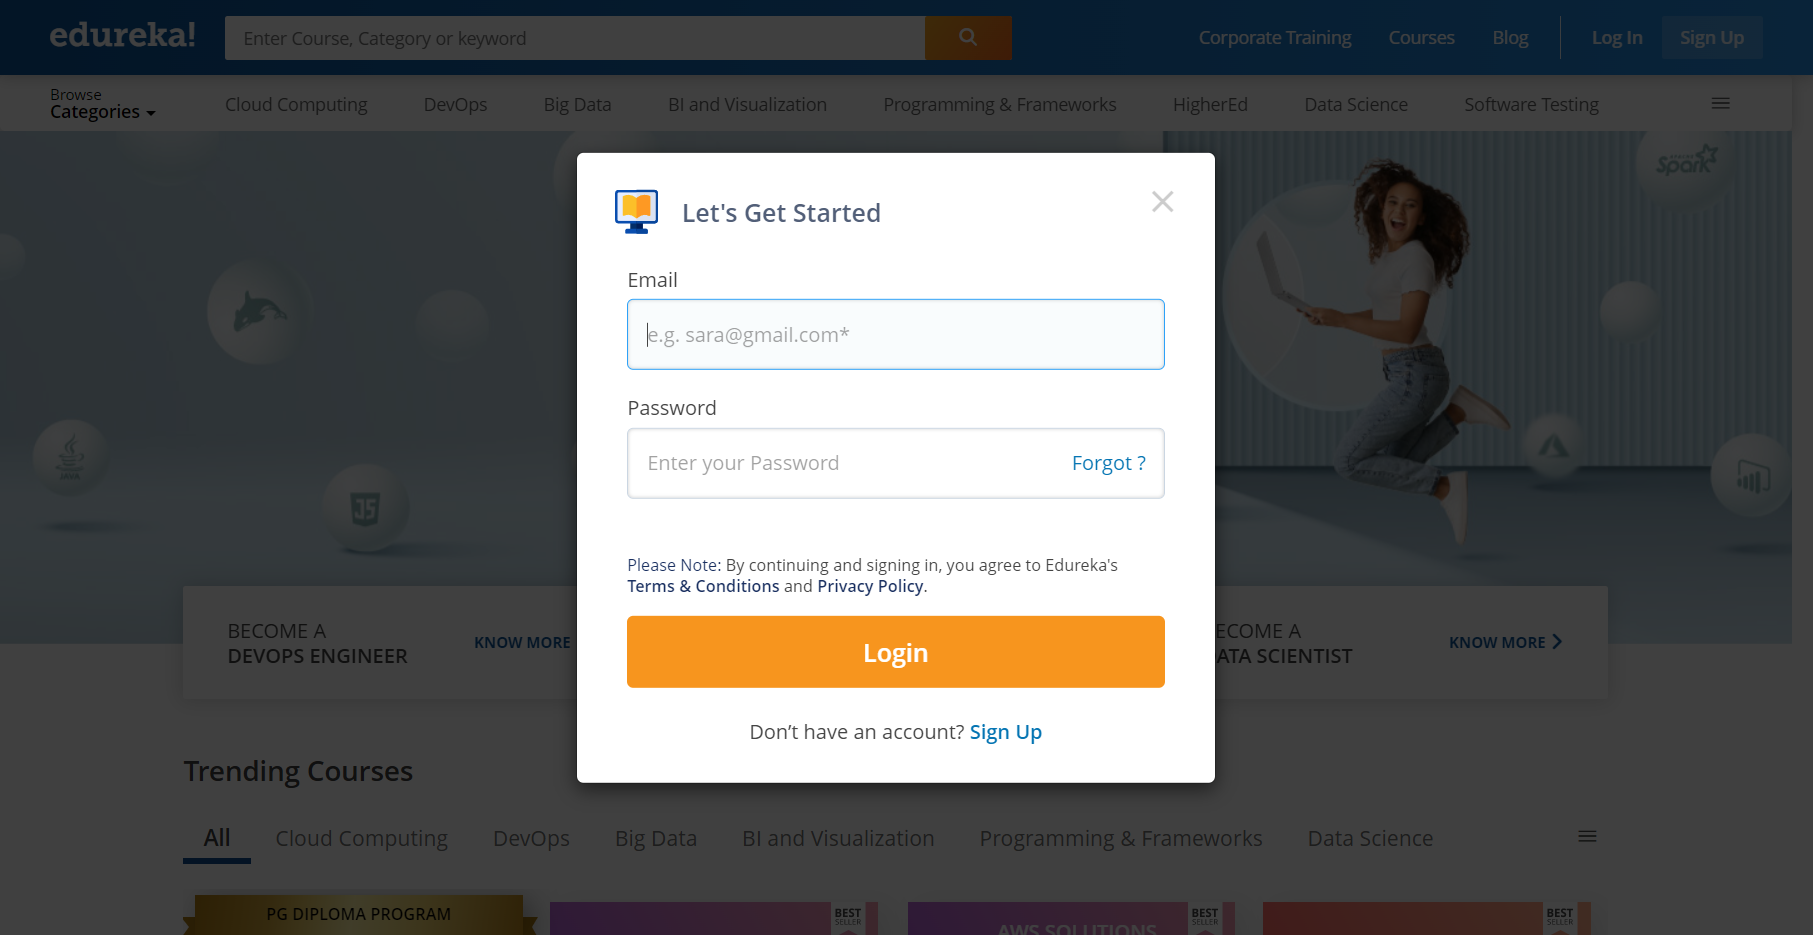 edureka!
Enter Course, Category or keyword
Corporate Training
Courses
Blog
Log In
Sign Up
Browse
Categories
Cloud Computing
DevOps
Big Data
BI and Visualization
Programming & Frameworks
HigherEd
Data Science
Software Testing
Spark
JAVA
JS
Let's Get Started
Email
e.g. sara@gmail.com*
Password
Enter your Password
Forgot ?
Please Note: By continuing and signing in, you agree to Edureka's
Terms & Conditions and Privacy Policy.
Login
Don’t have an account? Sign Up
BECOME A
DEVOPS ENGINEER
KNOW MORE
ECOME A
ATA SCIENTIST
KNOW MORE
Trending Courses
All
Cloud Computing
DevOps
Big Data
BI and Visualization
Programming & Frameworks
Data Science
PG DIPLOMA PROGRAM
BEST
SELLER
AWS SOLUTIONS
BEST
SELLER
BEST
SELLER